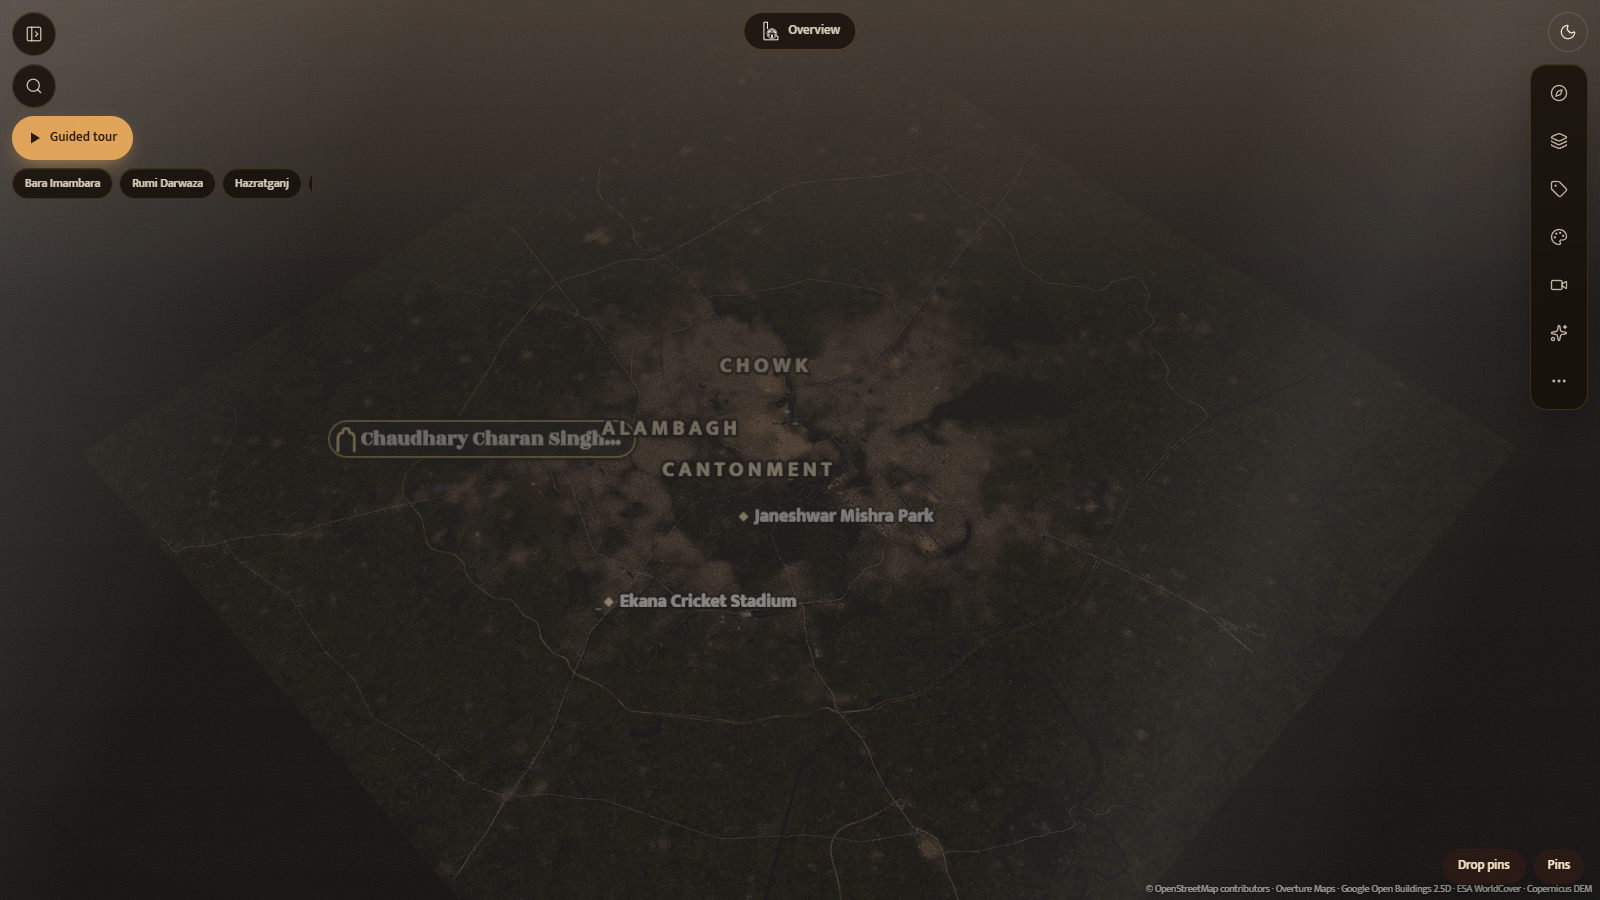 Overview
Guided tour
Bara Imambara
Rumi Darwaza
Hazratganj
CHOWK
ALAMBAGH
Chaudhary Charan Singh...
CANTONMENT
Janeshwar Mishra Park
Ekana Cricket Stadium
Drop pins
Pins
© OpenStreetMap contributors · Overture Maps · Google Open Buildings 2.5D · ESA WorldCover · Copernicus DEM